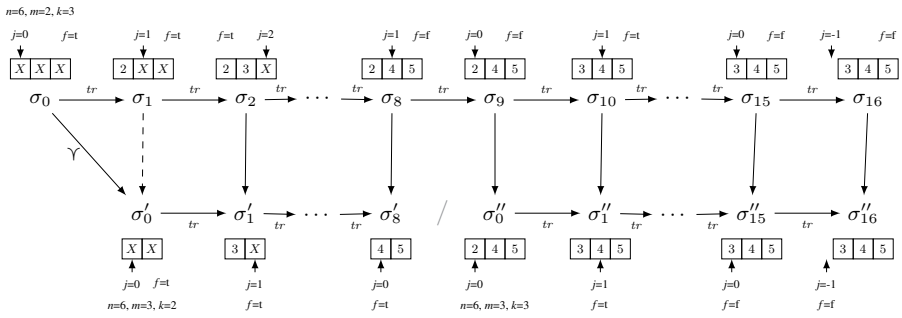 n=6, m=2, k=3
j=0 f=t j=1 f=t f=t j=2 j=1 f=f j=0 f=f j=1 f=t j=0 f=f j=-1 f=f
X X X 2 X X 2 3 X 2 4 5 2 4 5 3 4 5 3 4 5 3 4 5
σ0 tr σ1 tr σ2 tr ··· tr σ8 tr σ9 tr σ10 tr ··· tr σ15 tr σ16
≺
σ′0 tr σ′1 tr ··· tr σ′8 / σ′′0 tr σ′′1 tr ··· tr σ′′15 tr σ′′16
X X 3 X 4 5 2 4 5 3 4 5 3 4 5 3 4 5
j=0 f=t j=1 j=0 j=0 j=1 j=0 j=-1
n=6, m=3, k=2 f=t f=t n=6, m=3, k=3 f=t f=f f=f